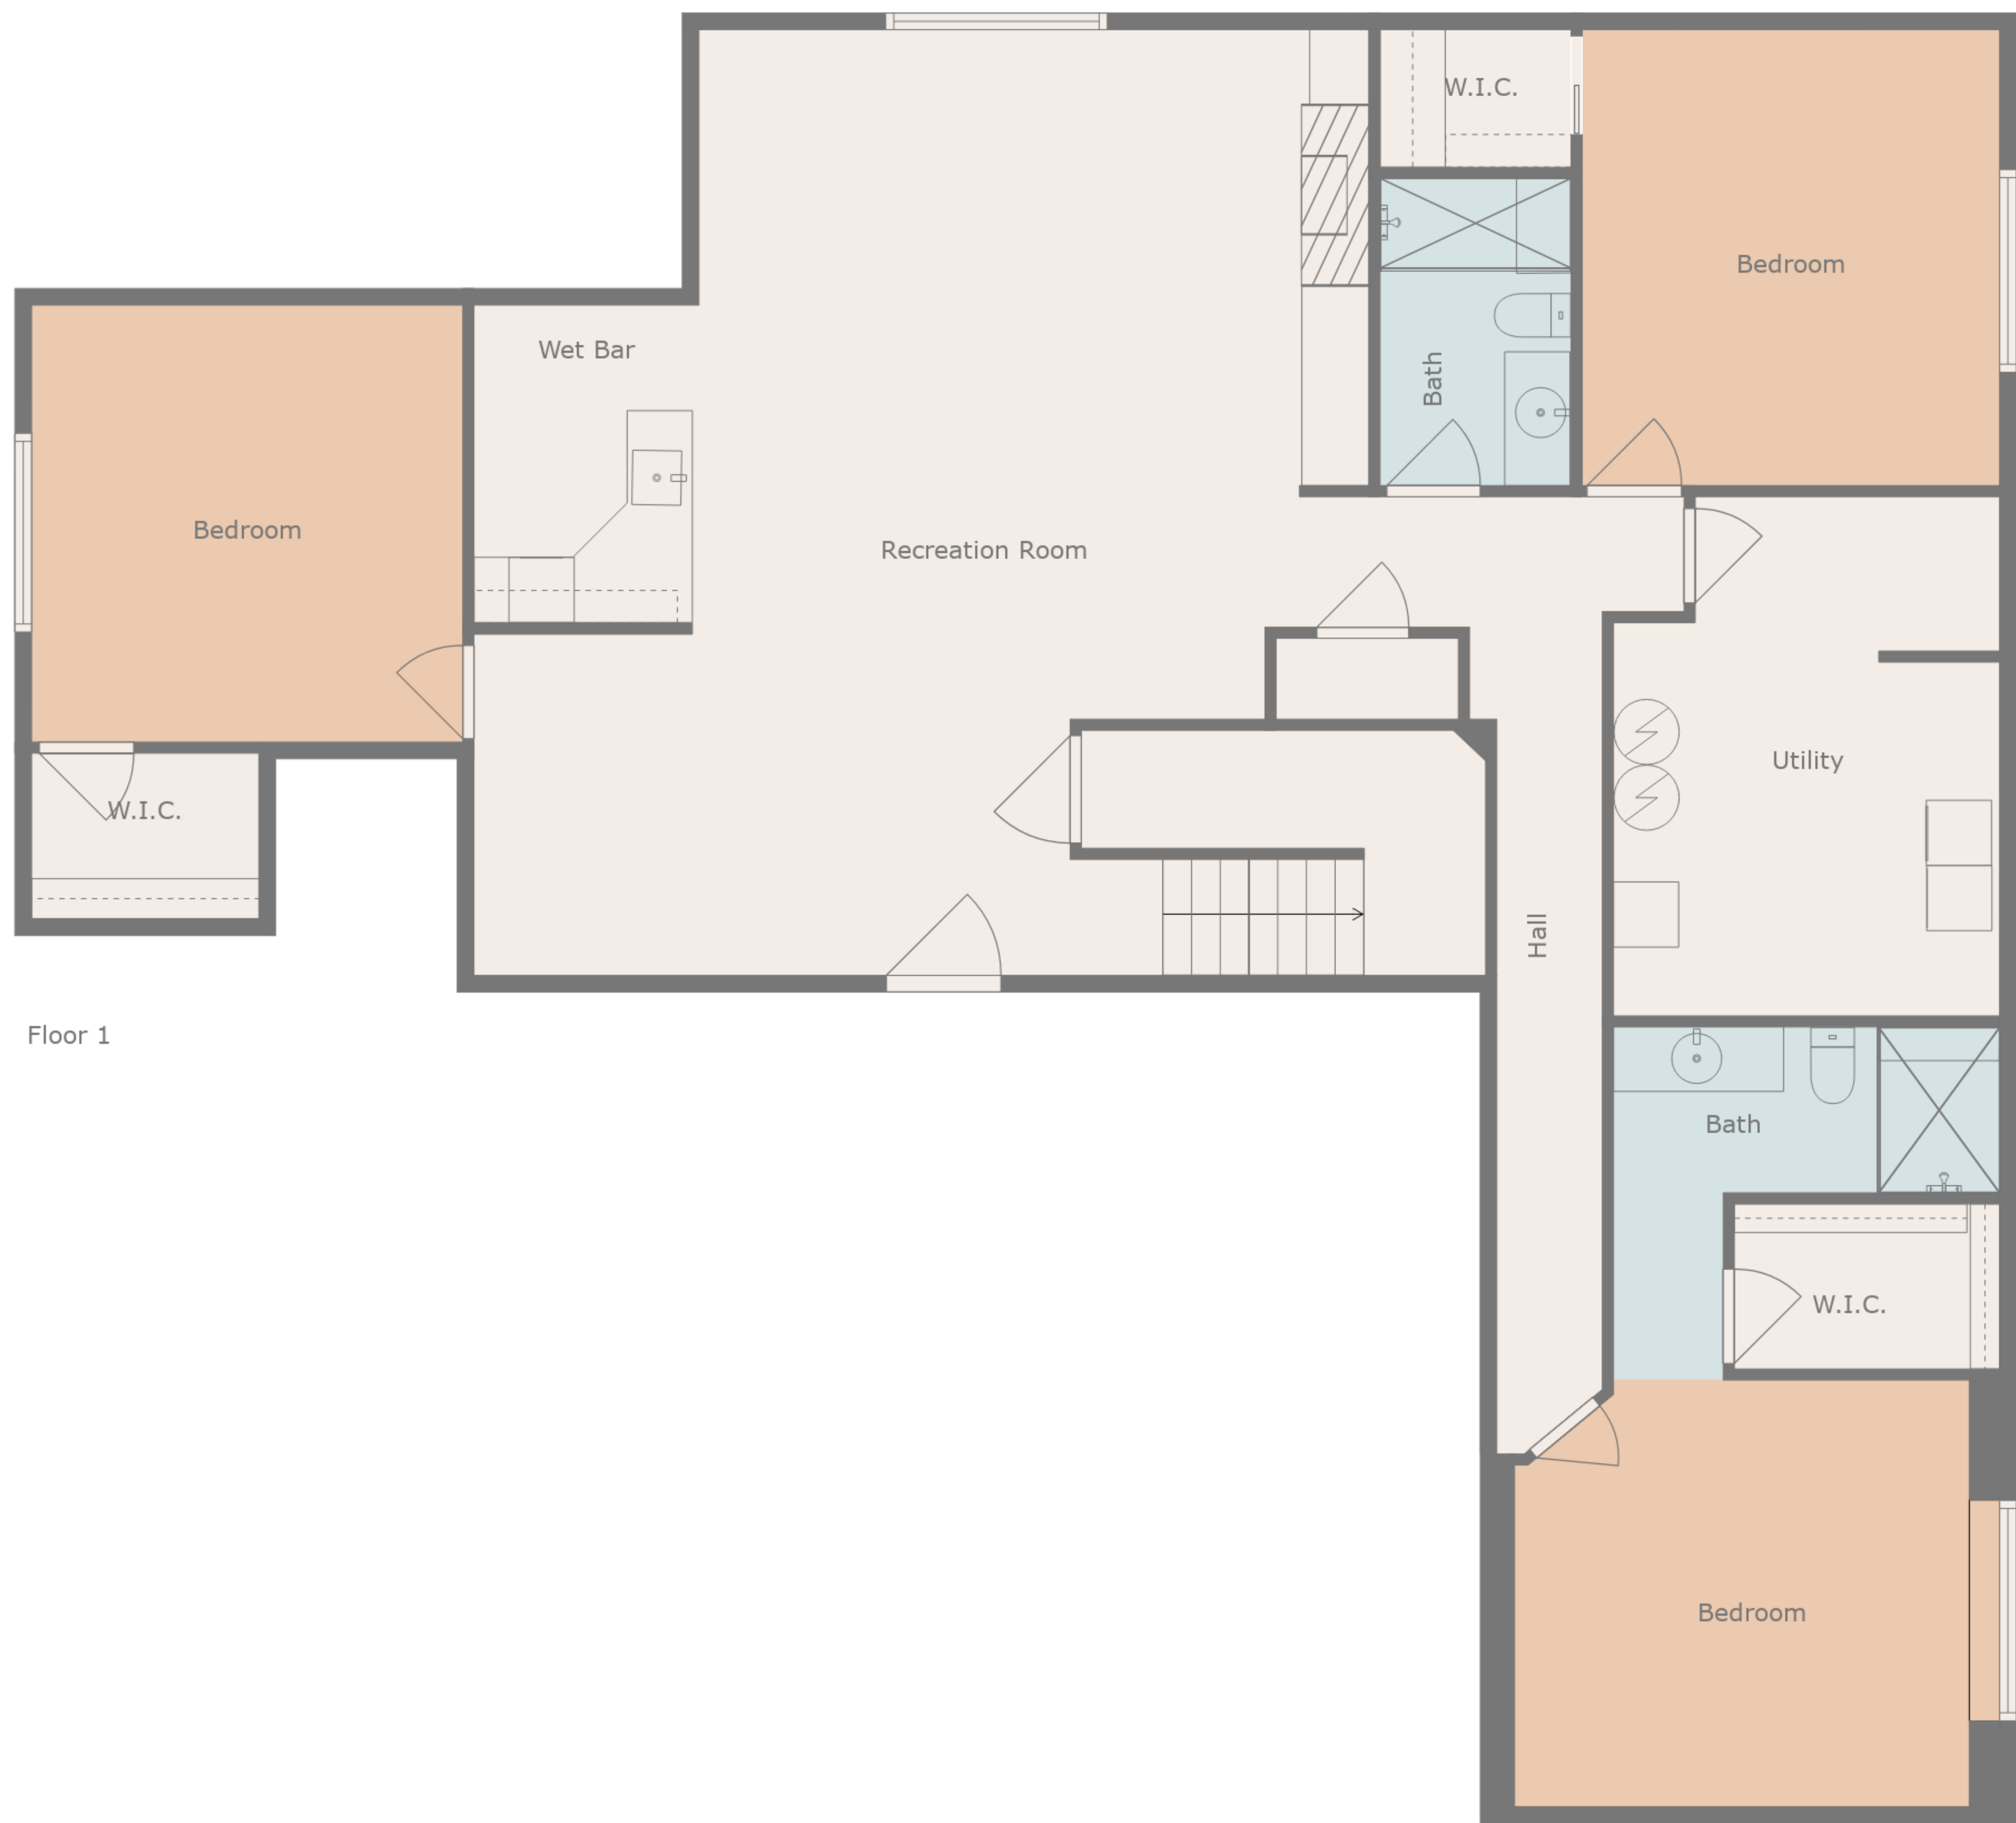 W.I.C.
Bedroom
Wet Bar
Bath
Bedroom
Recreation Room
Utility
W.I.C.
Hall
Floor 1
Bath
W.I.C.
Bedroom